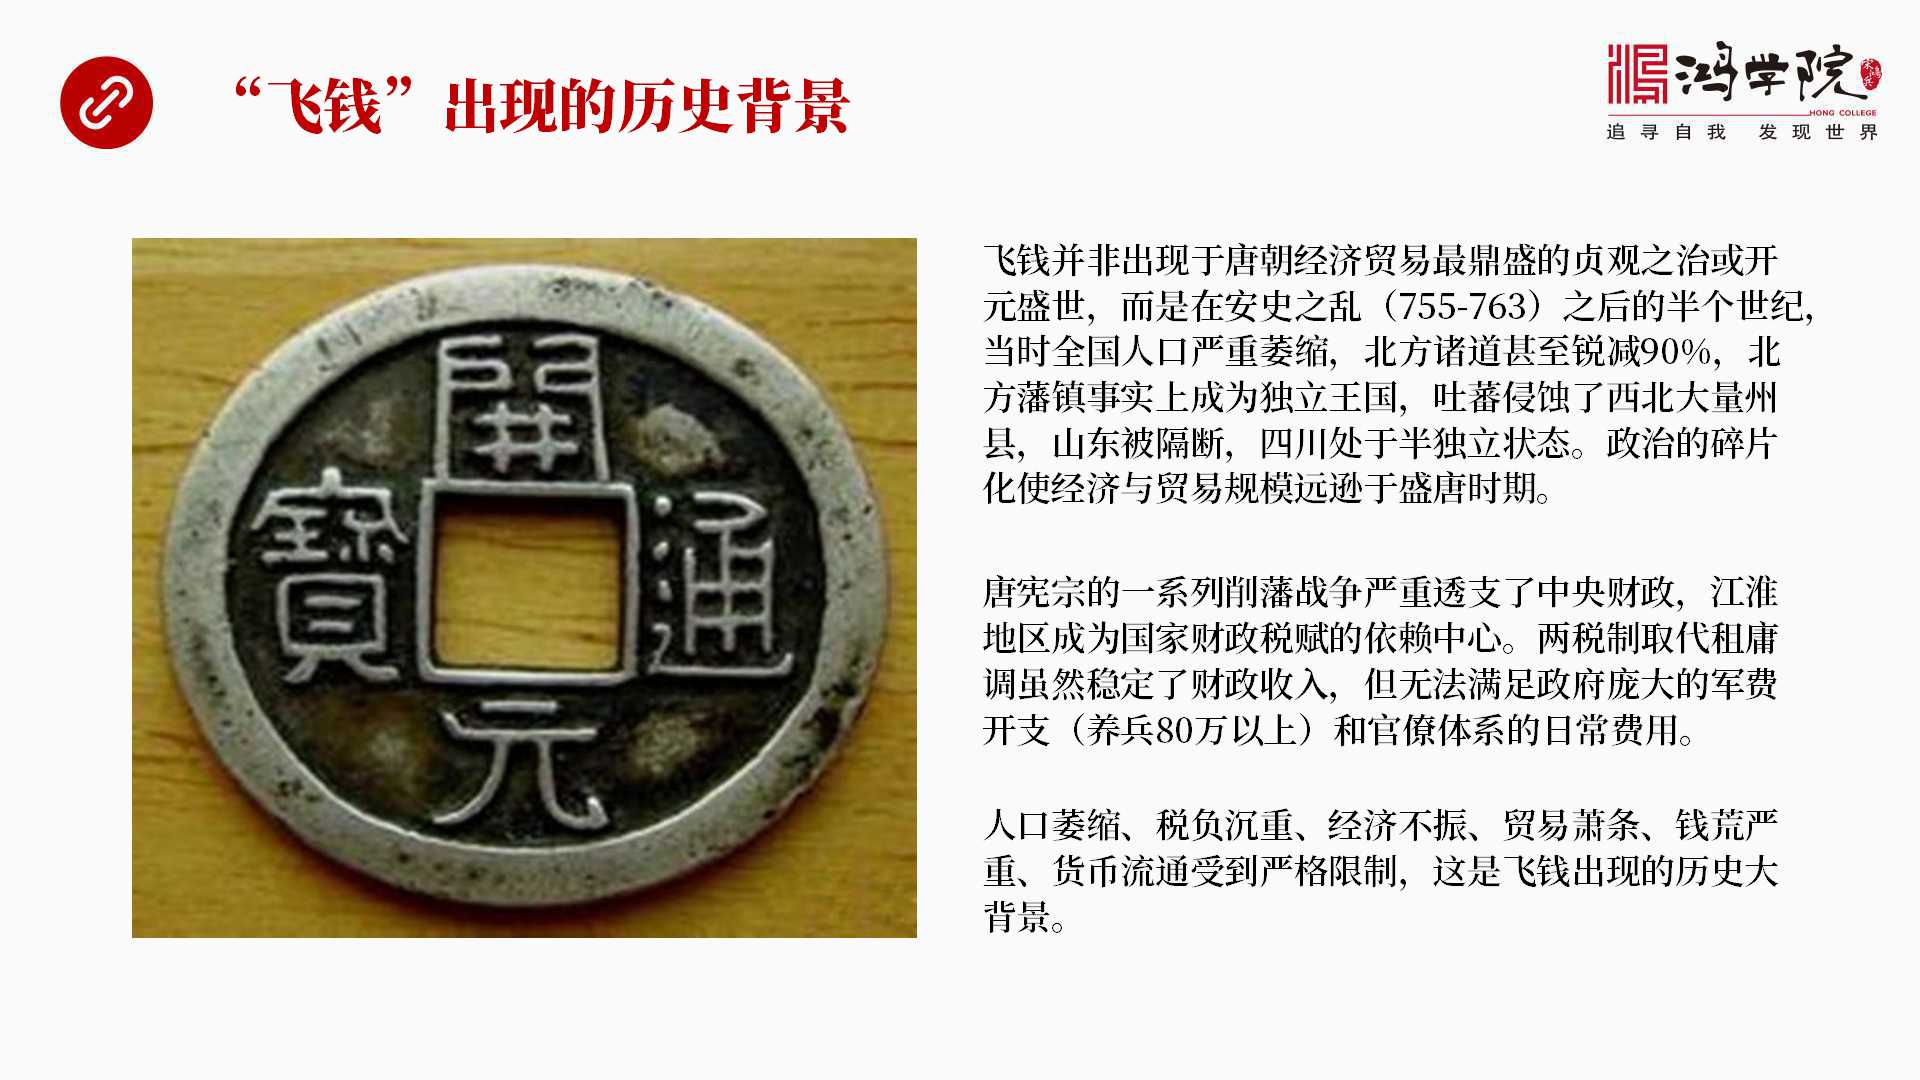 “飞钱”出现的历史背景
鸿学院
宋鸿兵
HONG COLLEGE
追寻自我 发现世界
開
通
元
寶
飞钱并非出现于唐朝经济贸易最鼎盛的贞观之治或开
元盛世，而是在安史之乱（755-763）之后的半个世纪，
当时全国人口严重萎缩，北方诸道甚至锐减90%，北
方藩镇事实上成为独立王国，吐蕃侵蚀了西北大量州
县，山东被隔断，四川处于半独立状态。政治的碎片
化使经济与贸易规模远逊于盛唐时期。
唐宪宗的一系列削藩战争严重透支了中央财政，江淮
地区成为国家财政税赋的依赖中心。两税制取代租庸
调虽然稳定了财政收入，但无法满足政府庞大的军费
开支（养兵80万以上）和官僚体系的日常费用。
人口萎缩、税负沉重、经济不振、贸易萧条、钱荒严
重、货币流通受到严格限制，这是飞钱出现的历史大
背景。